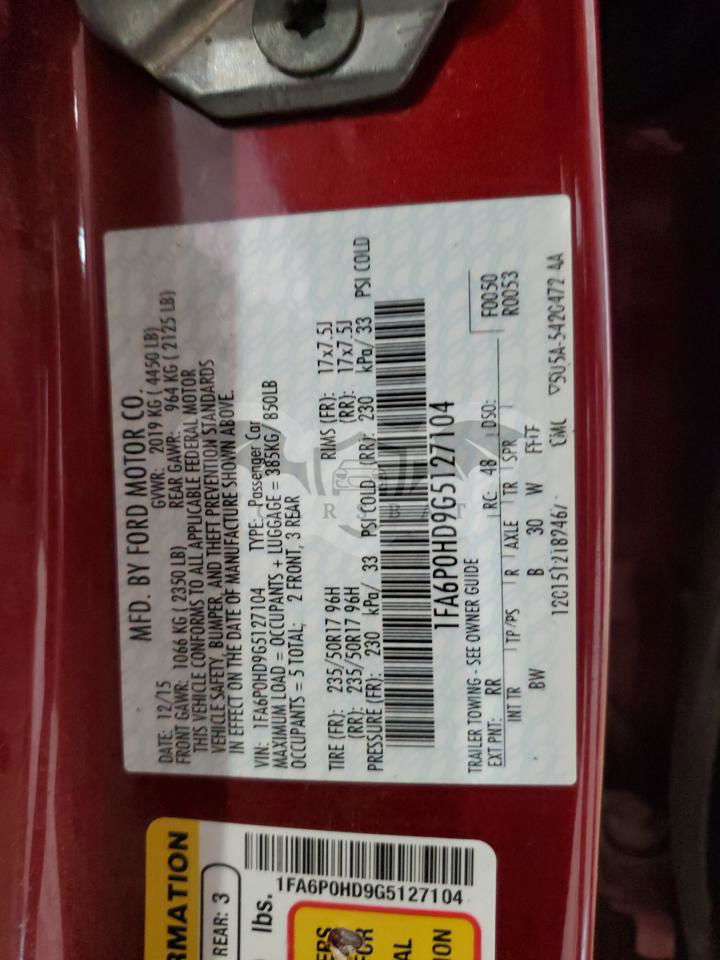 MFD. BY FORD MOTOR CO.
DATE: 12/15 GVWR: 2019 KG ( 4450 LB)
FRONT GAWR: 1066 KG ( 2350 LB) REAR GAWR: 964 KG ( 2125 LB)
THIS VEHICLE CONFORMS TO ALL APPLICABLE FEDERAL MOTOR
VEHICLE SAFETY, BUMPER, AND THEFT PREVENTION STANDARDS
IN EFFECT ON THE DATE OF MANUFACTURE SHOWN ABOVE.
VIN: 1FA6P0HD9G5127104 TYPE: Passenger Car
MAXIMUM LOAD = OCCUPANTS + LUGGAGE = 385KG 850LB
OCCUPANTS = 5 TOTAL; 2 FRONT, 3 REAR
TIRE (FR): 235/50R17 96H RIMS (FR): 17x7.5J
(RR): 235/50R17 96H (RR): 17x7.5J
PRESSURE (FR): 230 kPa/ 33 PSI COLD (RR): 230 kPa/ 33 PSI COLD
1FA6P0HD9G5127104
TRAILER TOWING - SEE OWNER GUIDE
EXT PNT: RR RC: 48 DSO: F0050
R0053
INT TR TP/PS R AXLE TR SPR
BW B 30 W FFTF
1201512182467 ▽5U5A-5420472 4A
RMATION
REAR: 3
lbs.
1FA6P0HD9G5127104